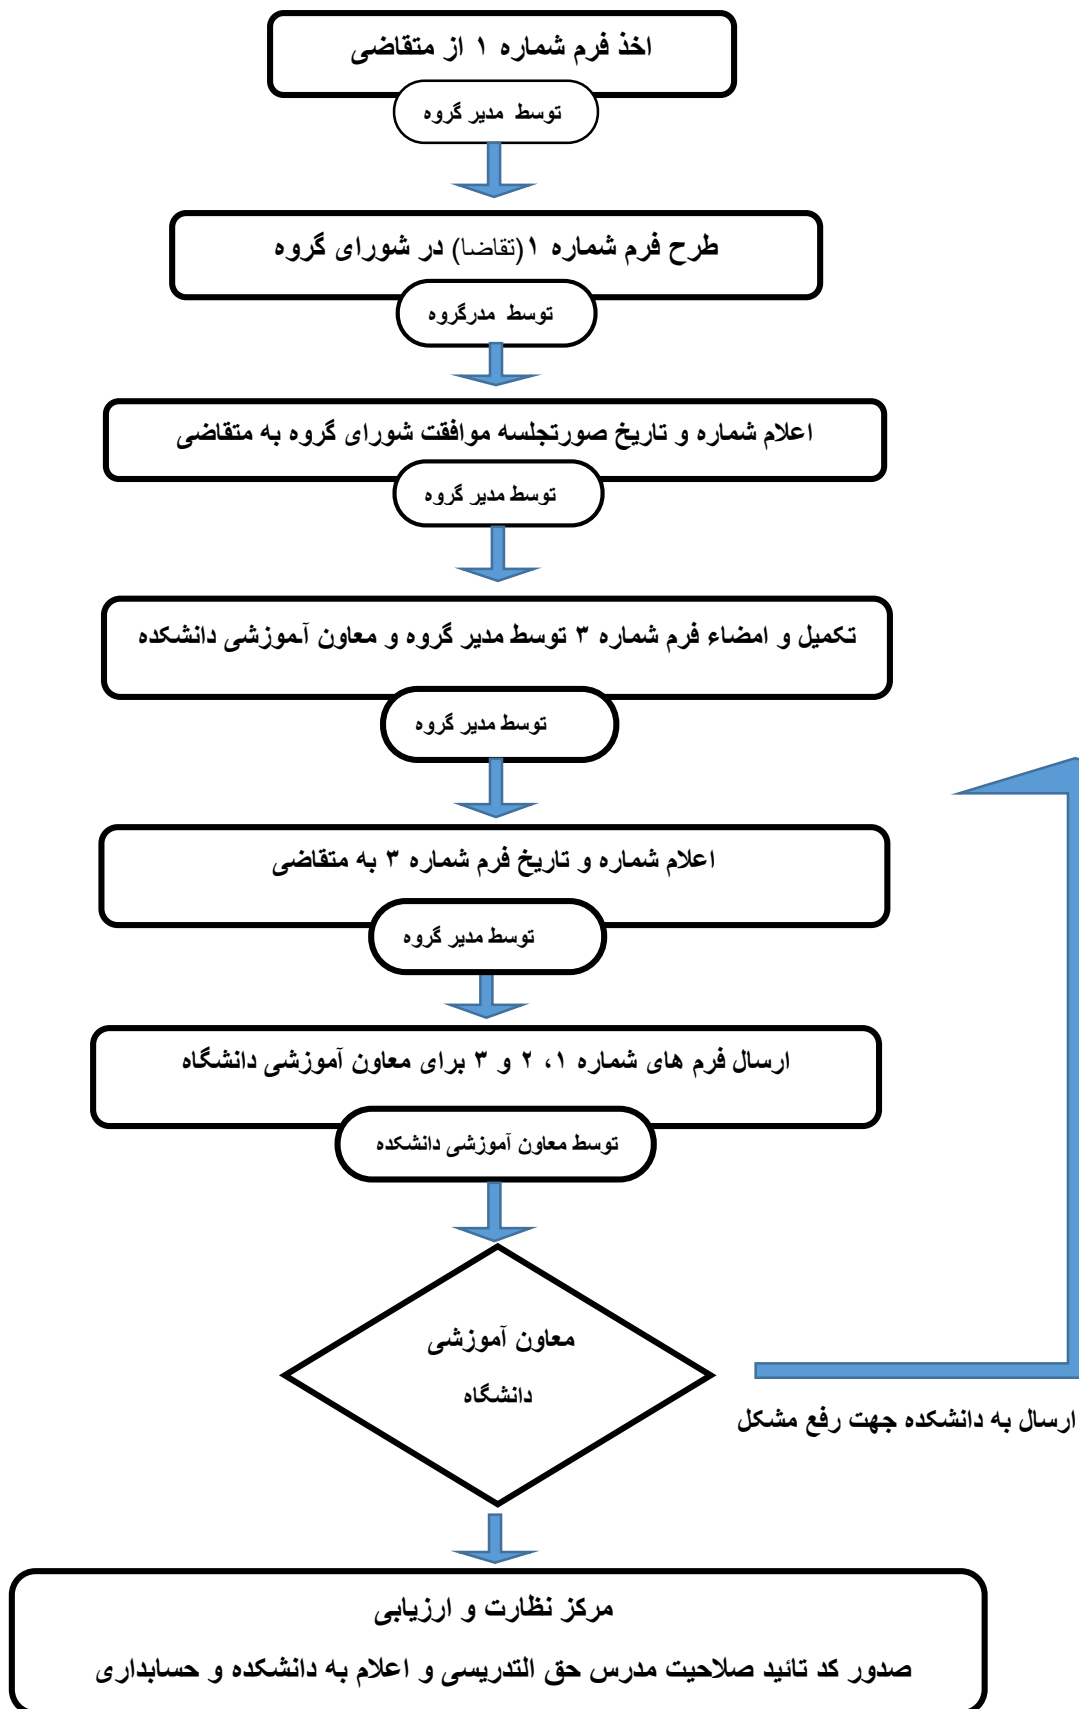 اخذ فرم شماره ۱ از متقاضی
توسط مدیر گروه
طرح فرم شماره ۱(تقاضا) در شورای گروه
توسط مدرگروه
اعلام شماره و تاریخ صورتجلسه موافقت شورای گروه به متقاضی
توسط مدیر گروه
تکمیل و امضاء فرم شماره ۳ توسط مدیر گروه و معاون آموزشی دانشکده
توسط مدیر گروه
اعلام شماره و تاریخ فرم شماره ۳ به متقاضی
توسط مدیر گروه
ارسال فرم های شماره ۱، ۲ و ۳ برای معاون آموزشی دانشگاه
توسط معاون آموزشی دانشکده
معاون آموزشی
دانشگاه
ارسال به دانشکده جهت رفع مشکل
مرکز نظارت و ارزیابی
صدور کد تائید صلاحیت مدرس حق التدریسی و اعلام به دانشکده و حسابداری